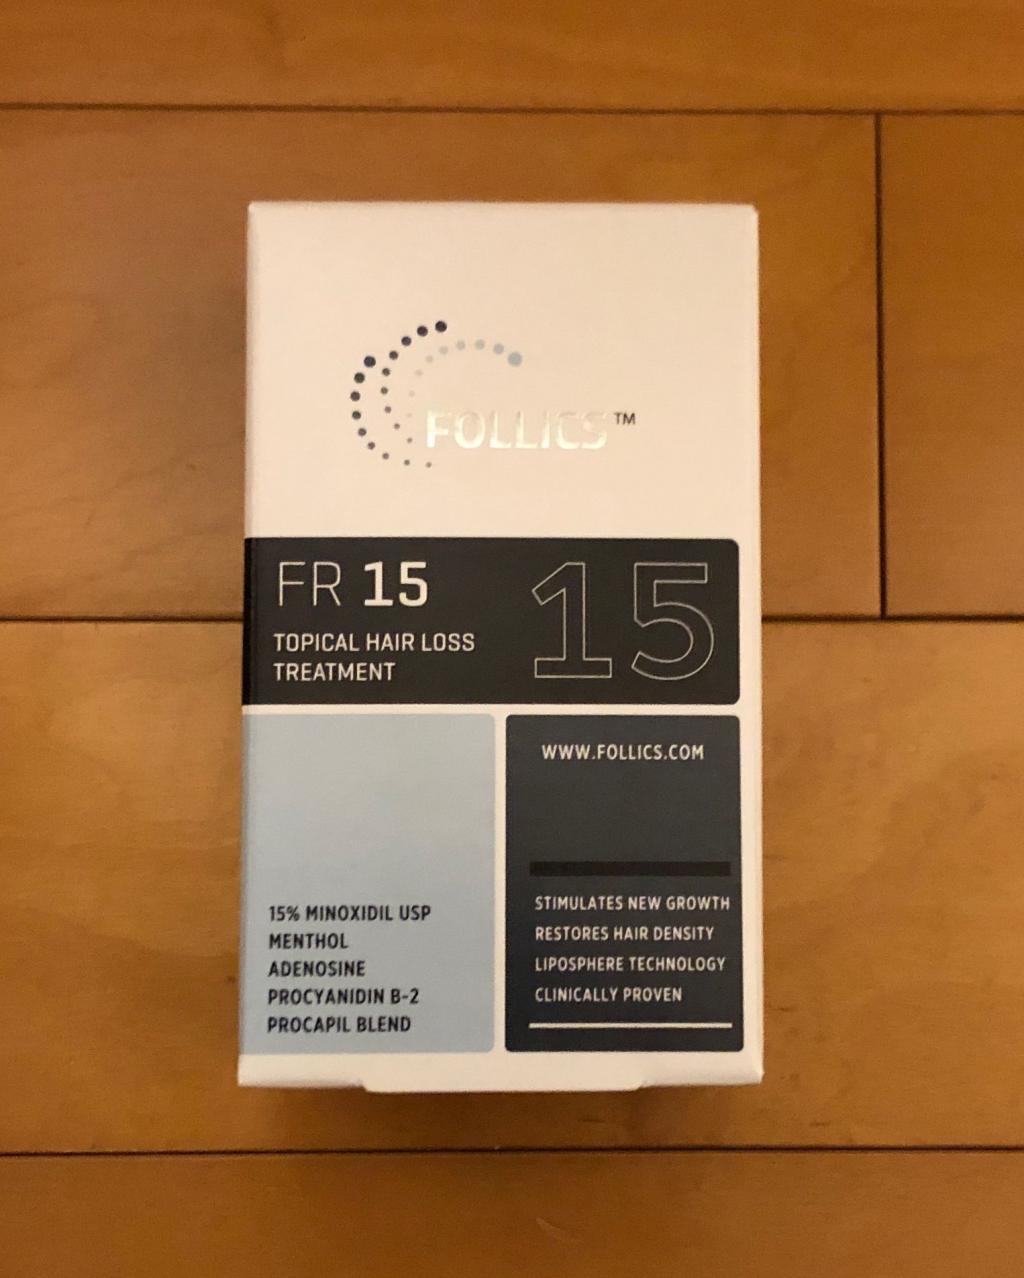 FOLLICS™
FR 15
15
TOPICAL HAIR LOSS
TREATMENT
WWW.FOLLICS.COM
15% MINOXIDIL USP
MENTHOL
ADENOSINE
PROCYANIDIN B-2
PROCAPIL BLEND
STIMULATES NEW GROWTH
RESTORES HAIR DENSITY
LIPOSPHERE TECHNOLOGY
CLINICALLY PROVEN